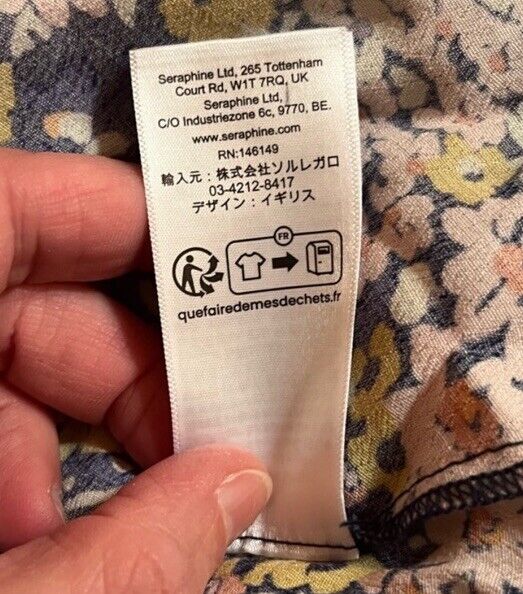 Seraphine Ltd, 265 Tottenham
Court Rd, W1T 7RQ, UK
Seraphine Ltd,
C/O Industriezone 6c, 9770, BE.
www.seraphine.com
RN:146149
輸入元：株式会社ソルレガロ
03-4212-8417
デザイン：イギリス
FR
quefairedemesdechets.fr